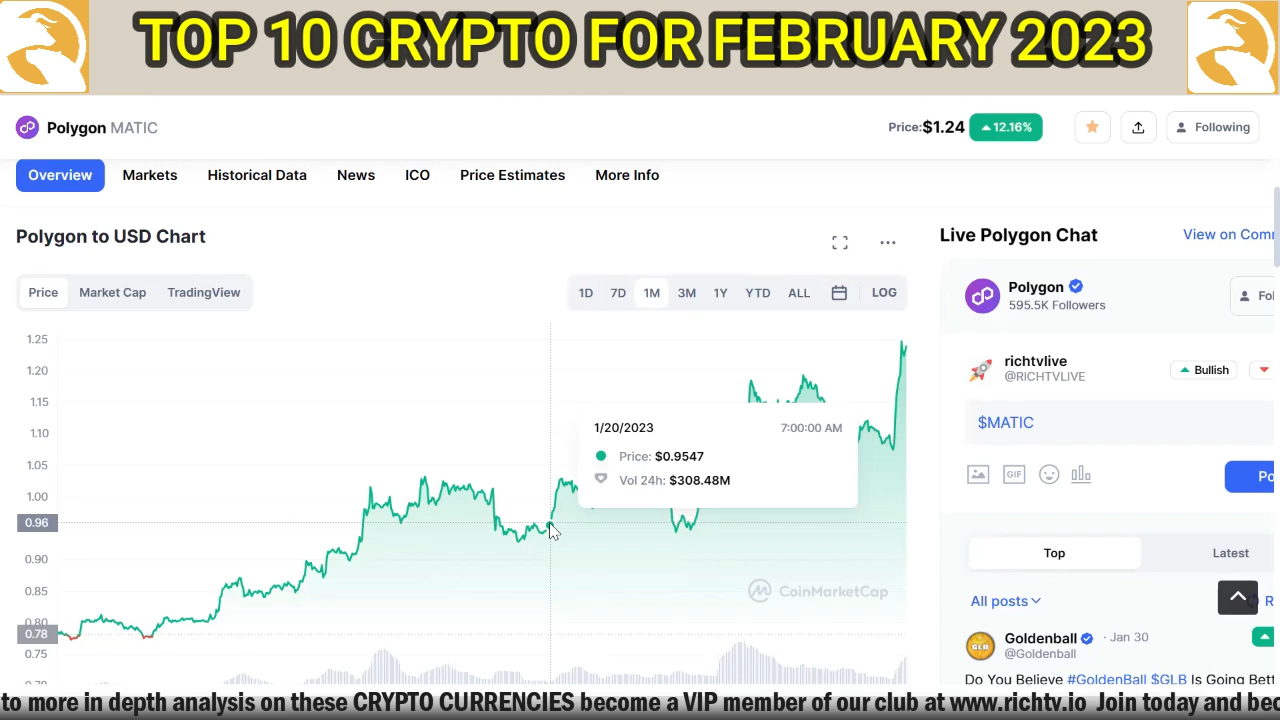 TOP 10 CRYPTO FOR FEBRUARY 2023
Polygon MATIC
Price:$1.24
12.16%
Following
Overview Markets Historical Data News ICO Price Estimates More Info
Polygon to USD Chart
Price Market Cap TradingView
1D 7D 1M 3M 1Y YTD ALL LOG
1.25
1.20
1.15
1.10
1.05
1.00
0.96
0.90
0.85
0.80
0.78
0.75
0.70
1/20/2023 7:00:00 AM
Price: $0.9547
Vol 24h: $308.48M
CoinMarketCap
Live Polygon Chat
View on Comm
Polygon
595.5K Followers
Fol
richtvlive
@RICHTVLIVE
Bullish
$MATIC
GIF
Po
Top Latest
All posts
R
GLB
Goldenball · Jan 30
@Goldenball
Do You Believe #GoldenBall $GLB Is Going Bett
to more in depth analysis on these CRYPTO CURRENCIES become a VIP member of our club at www.richtv.io Join today and bec